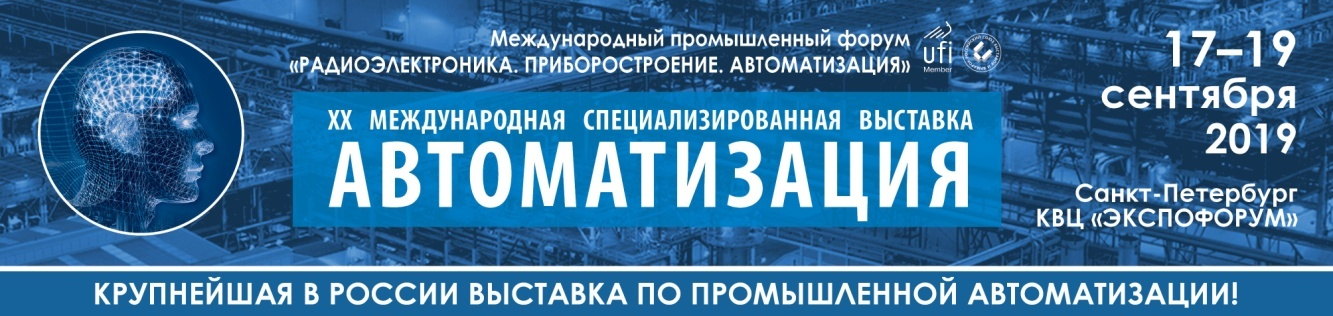 Международный промышленный форум
«РАДИОЭЛЕКТРОНИКА. ПРИБОРОСТРОЕНИЕ. АВТОМАТИЗАЦИЯ»
ufi
Member
XX МЕЖДУНАРОДНАЯ СПЕЦИАЛИЗИРОВАННАЯ ВЫСТАВКА
АВТОМАТИЗАЦИЯ
17–19
сентября
2019
Санкт-Петербург
КВЦ «ЭКСПОФОРУМ»
КРУПНЕЙШАЯ В РОССИИ ВЫСТАВКА ПО ПРОМЫШЛЕННОЙ АВТОМАТИЗАЦИИ!